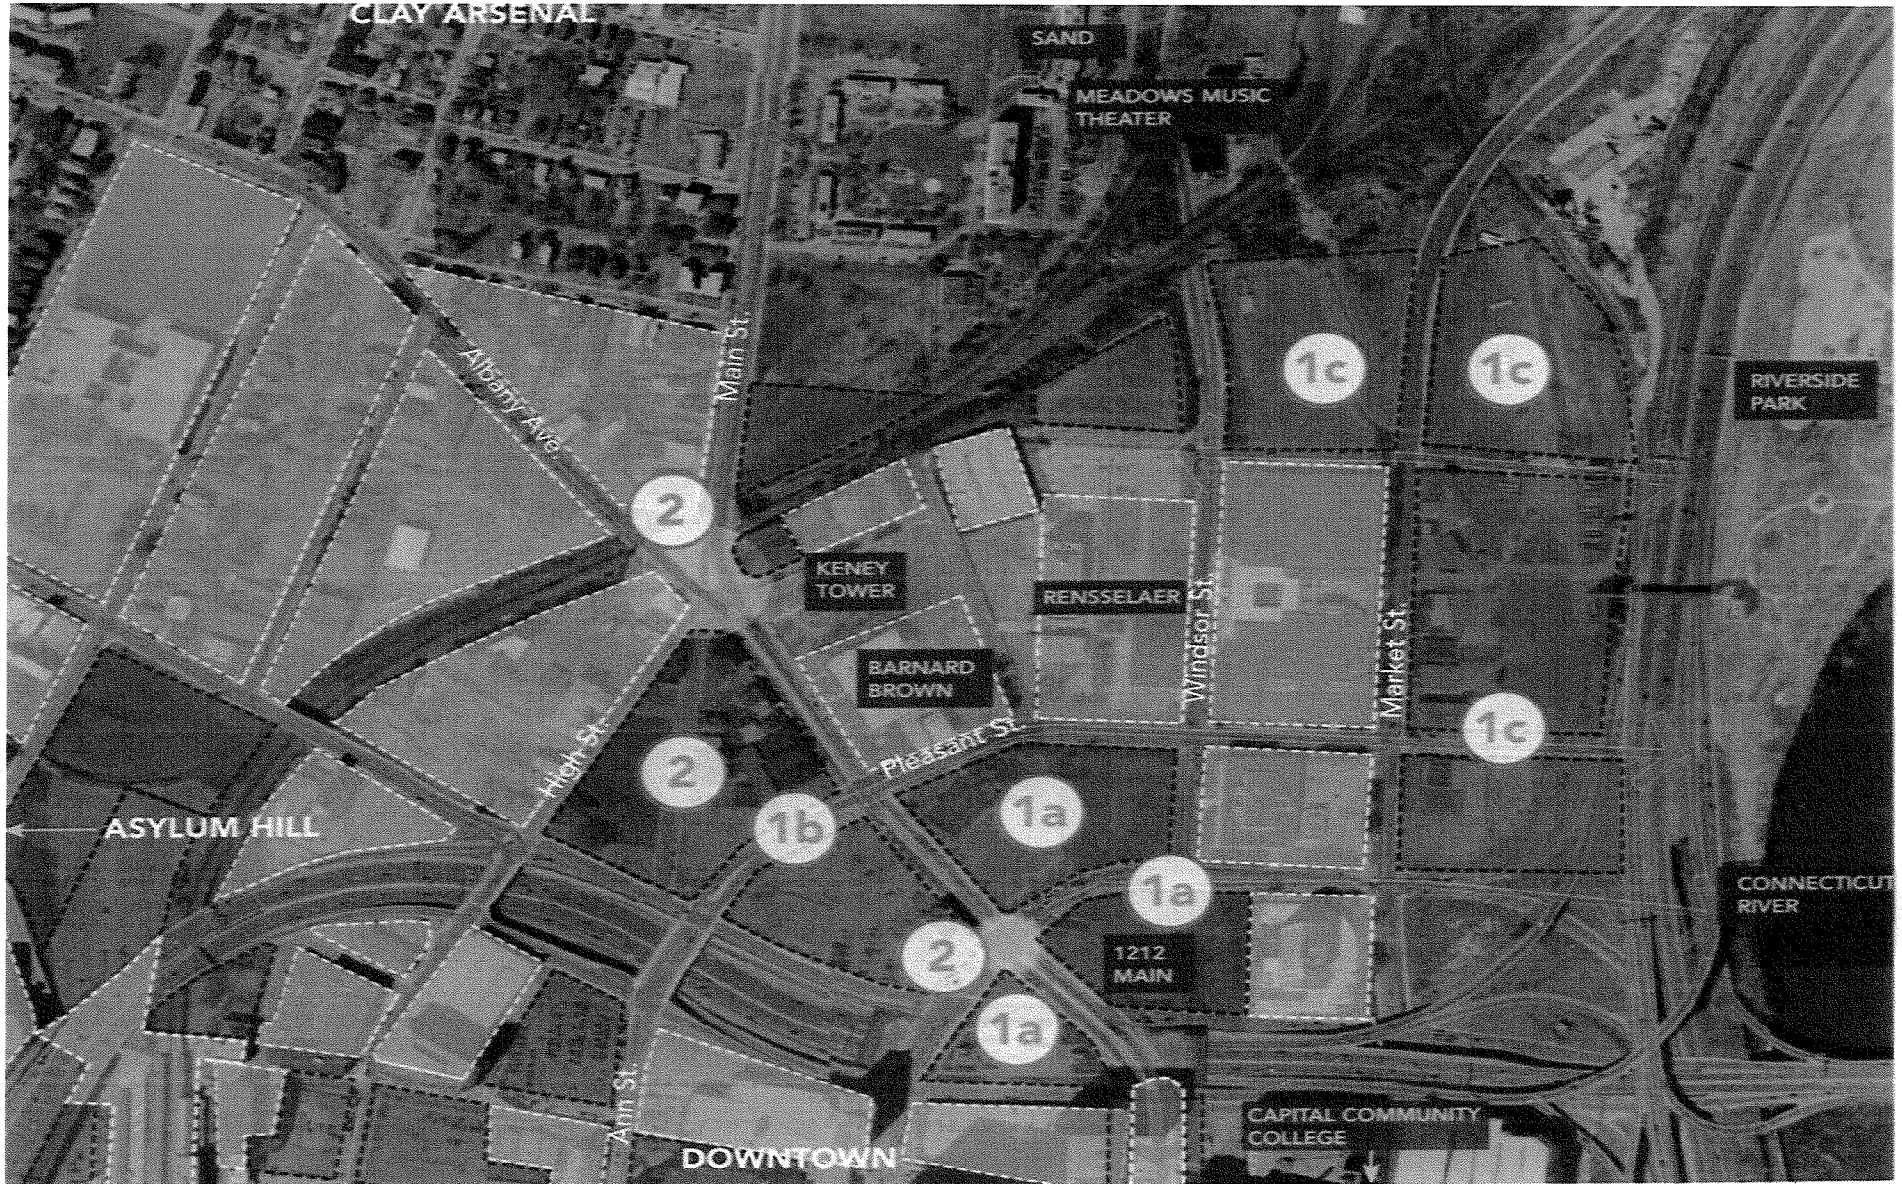 CLAY ARSENAL
SAND
MEADOWS MUSIC
THEATER
Main St.
Albany Ave.
1c
1c
RIVERSIDE
PARK
2
KENEY
TOWER
RENSSELAER
Windsor St.
Market St.
BARNARD
BROWN
Pleasant St.
High St.
2
1c
1b
1a
ASYLUM HILL
1a
CONNECTICUT
RIVER
2
1212
MAIN
1a
Ann St.
CAPITAL COMMUNITY
COLLEGE
DOWNTOWN